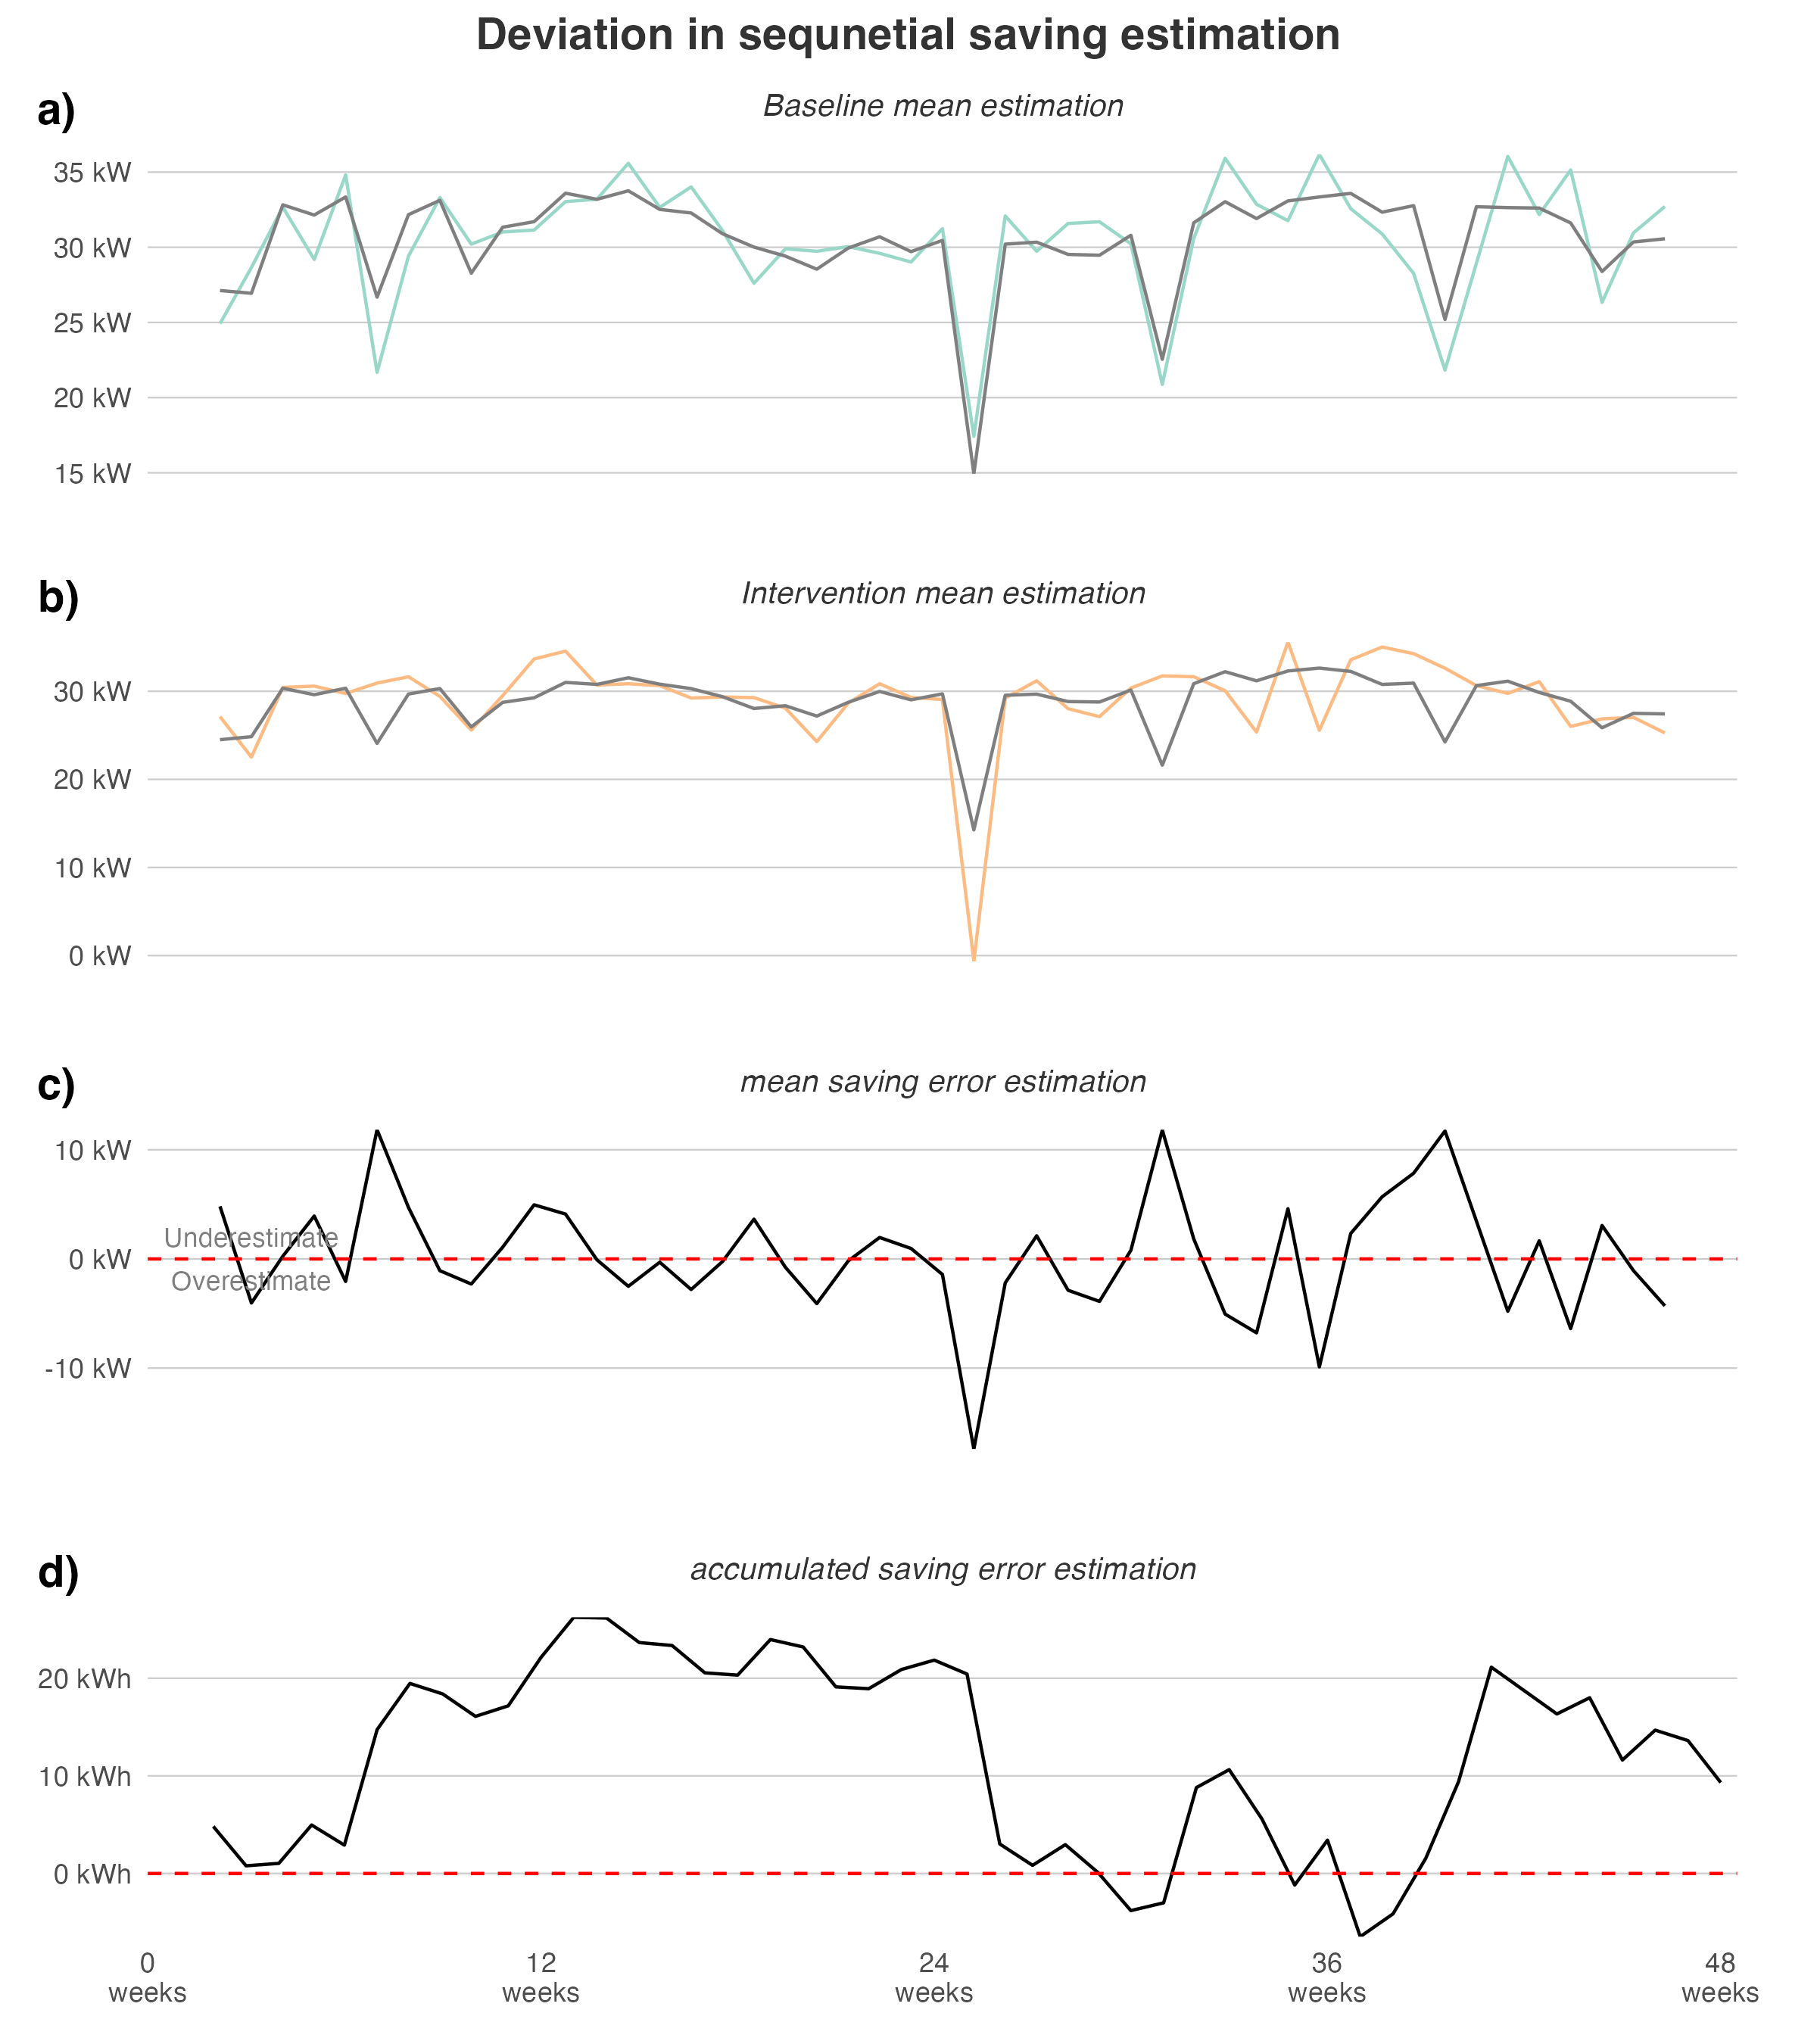 Deviation in sequnetial saving estimation
a)
Baseline mean estimation
35 kW
30 kW
25 kW
20 kW
15 kW
b)
Intervention mean estimation
30 kW
20 kW
10 kW
0 kW
c)
mean saving error estimation
10 kW
Underestimate
0 kW
Overestimate
-10 kW
d)
accumulated saving error estimation
20 kWh
10 kWh
0 kWh
0
weeks
12
weeks
24
weeks
36
weeks
48
weeks